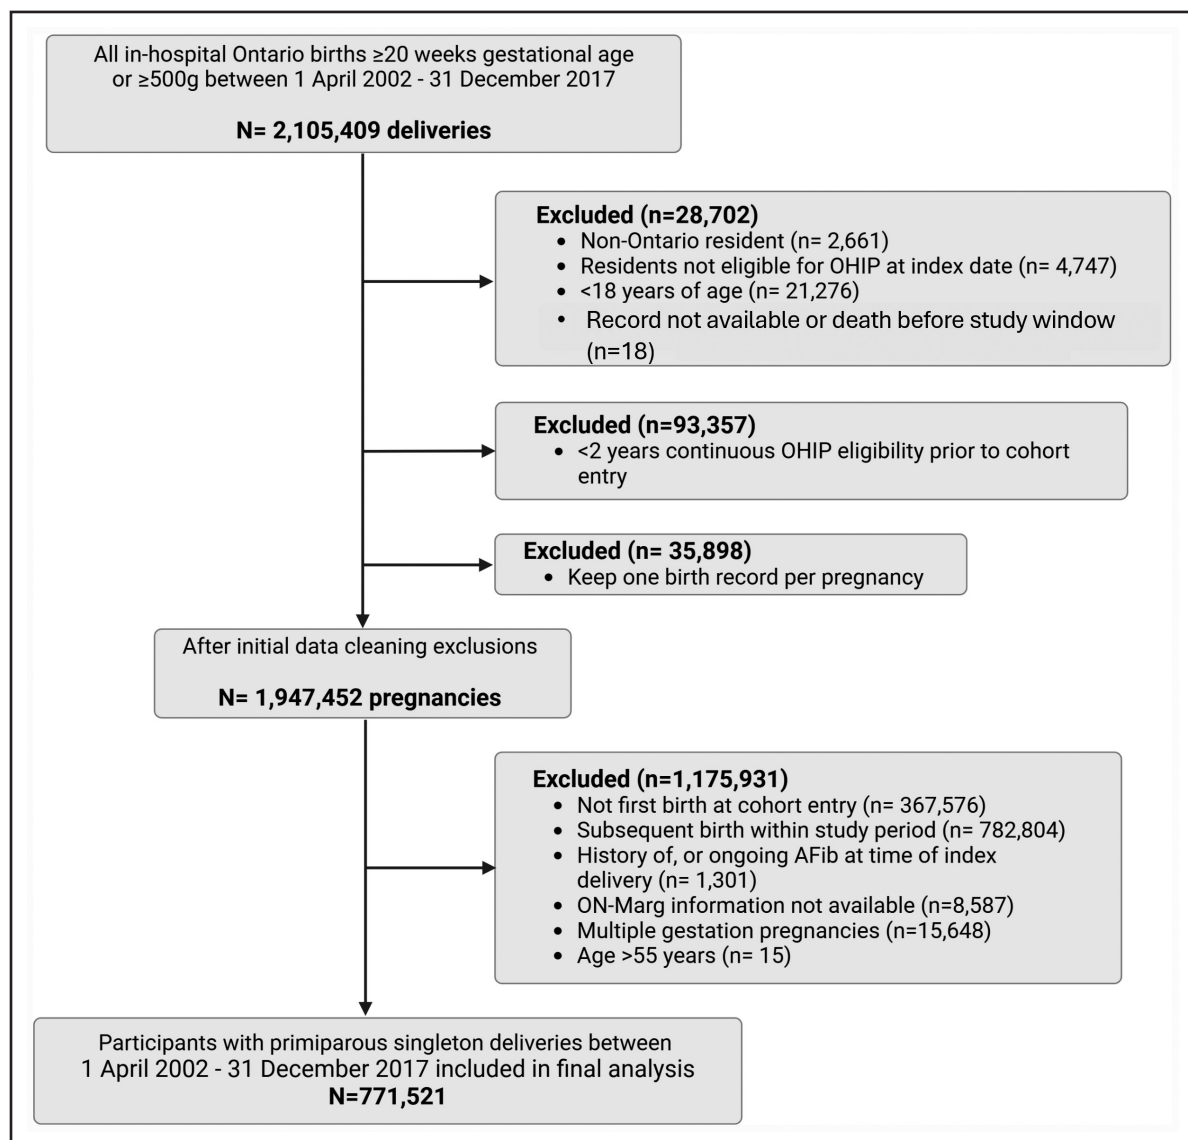 All in-hospital Ontario births ≥20 weeks gestational age
or ≥500g between 1 April 2002 - 31 December 2017
N= 2,105,409 deliveries
Excluded (n=28,702)
• Non-Ontario resident (n= 2,661)
• Residents not eligible for OHIP at index date (n= 4,747)
• <18 years of age (n= 21,276)
• Record not available or death before study window
(n=18)
Excluded (n=93,357)
• <2 years continuous OHIP eligibility prior to cohort
entry
Excluded (n= 35,898)
• Keep one birth record per pregnancy
After initial data cleaning exclusions
N= 1,947,452 pregnancies
Excluded (n=1,175,931)
• Not first birth at cohort entry (n= 367,576)
• Subsequent birth within study period (n= 782,804)
• History of, or ongoing AFib at time of index
delivery (n= 1,301)
• ON-Marg information not available (n=8,587)
• Multiple gestation pregnancies (n=15,648)
• Age >55 years (n= 15)
Participants with primiparous singleton deliveries between
1 April 2002 - 31 December 2017 included in final analysis
N=771,521